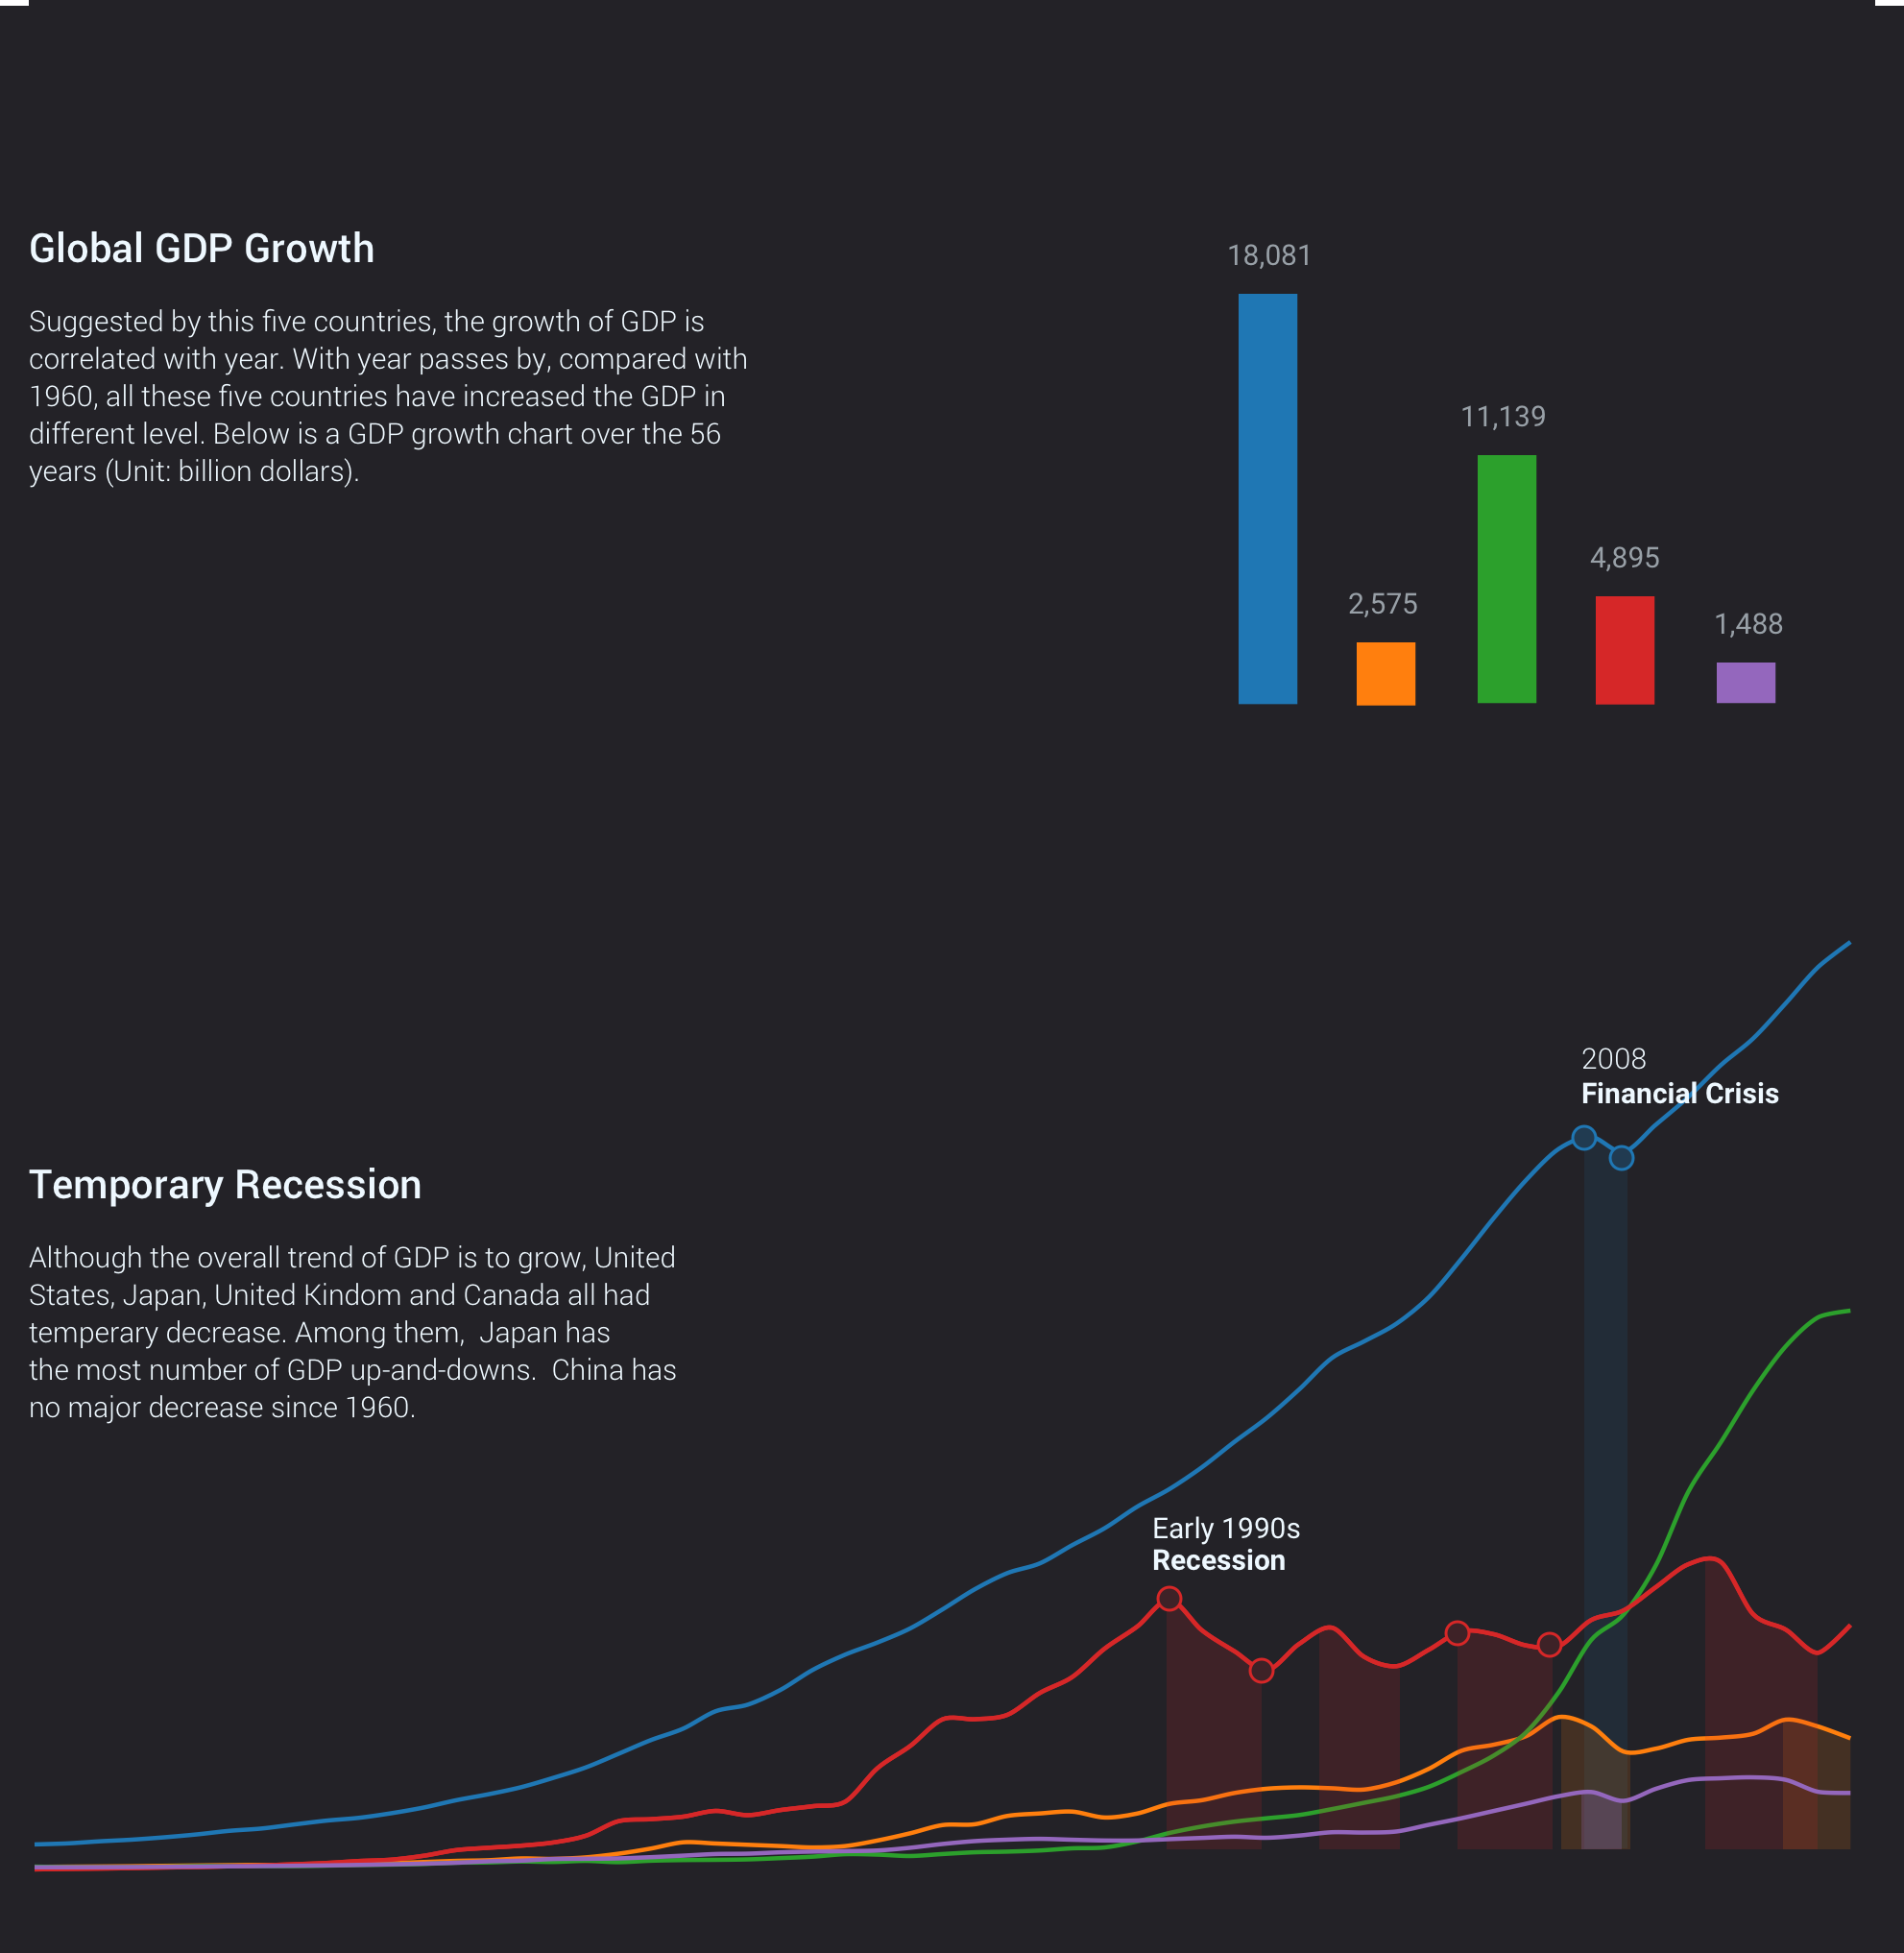 Global GDP Growth
Suggested by this five countries, the growth of GDP is
correlated with year. With year passes by, compared with
1960, all these five countries have increased the GDP in
different level. Below is a GDP growth chart over the 56
years (Unit: billion dollars).
18,081
11,139
4,895
2,575
1,488
2008
Financial Crisis
Temporary Recession
Although the overall trend of GDP is to grow, United
States, Japan, United Kindom and Canada all had
temperary decrease. Among them,  Japan has
the most number of GDP up-and-downs.  China has
no major decrease since 1960.
Early 1990s
Recession